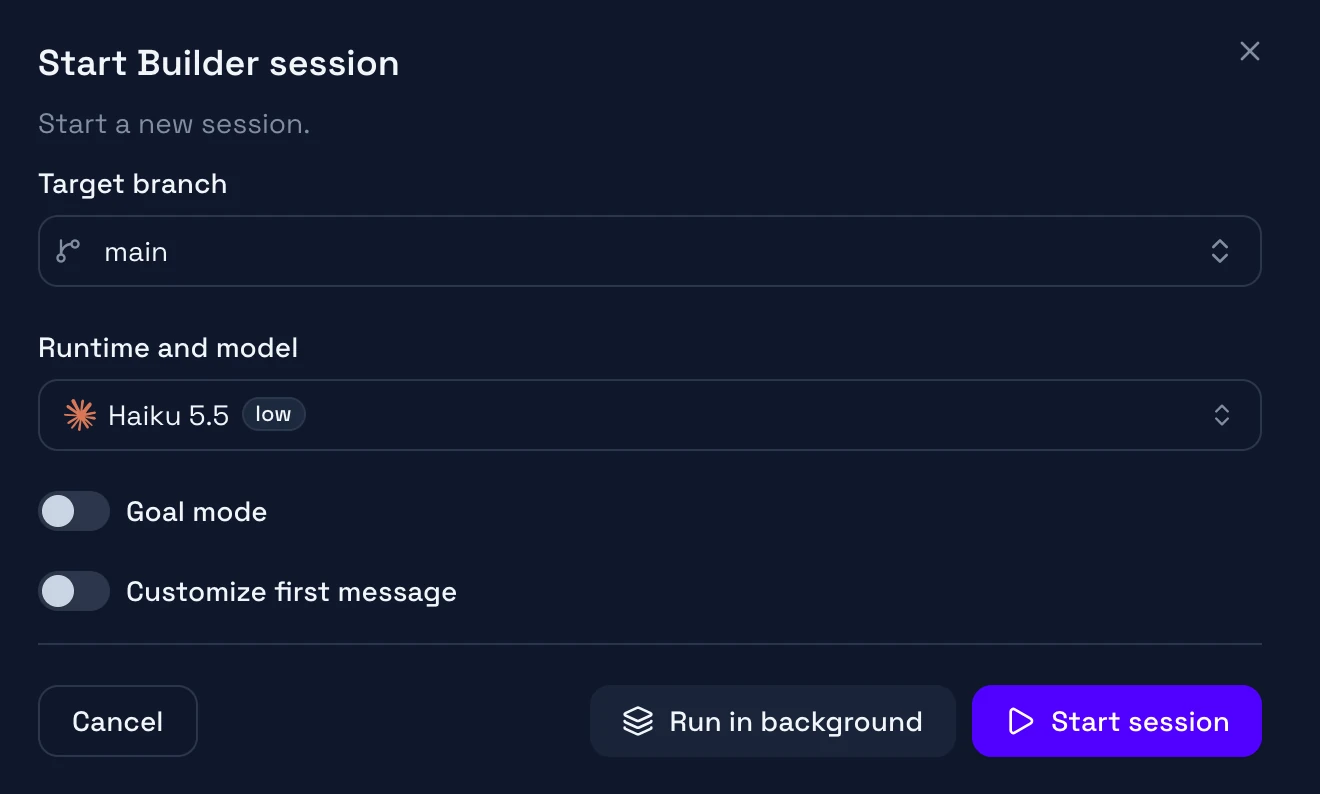 Start Builder session
Start a new session.
Target branch
main
Runtime and model
Haiku 5.5 low
Goal mode
Customize first message
Cancel
Run in background
Start session